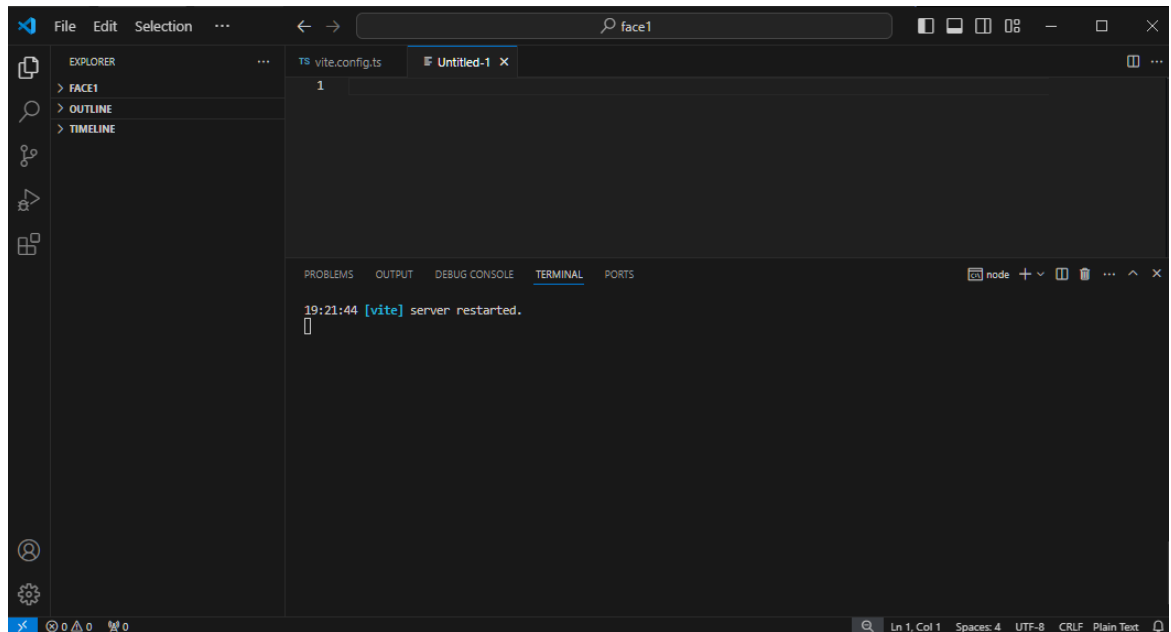 File Edit Selection ··· face1
EXPLORER ···
FACE1
OUTLINE
TIMELINE
TS vite.config.ts Untitled-1 ···
1
PROBLEMS OUTPUT DEBUG CONSOLE TERMINAL PORTS node ···
19:21:44 [vite] server restarted.
0 0 0 Ln 1, Col 1 Spaces: 4 UTF-8 CRLF Plain Text